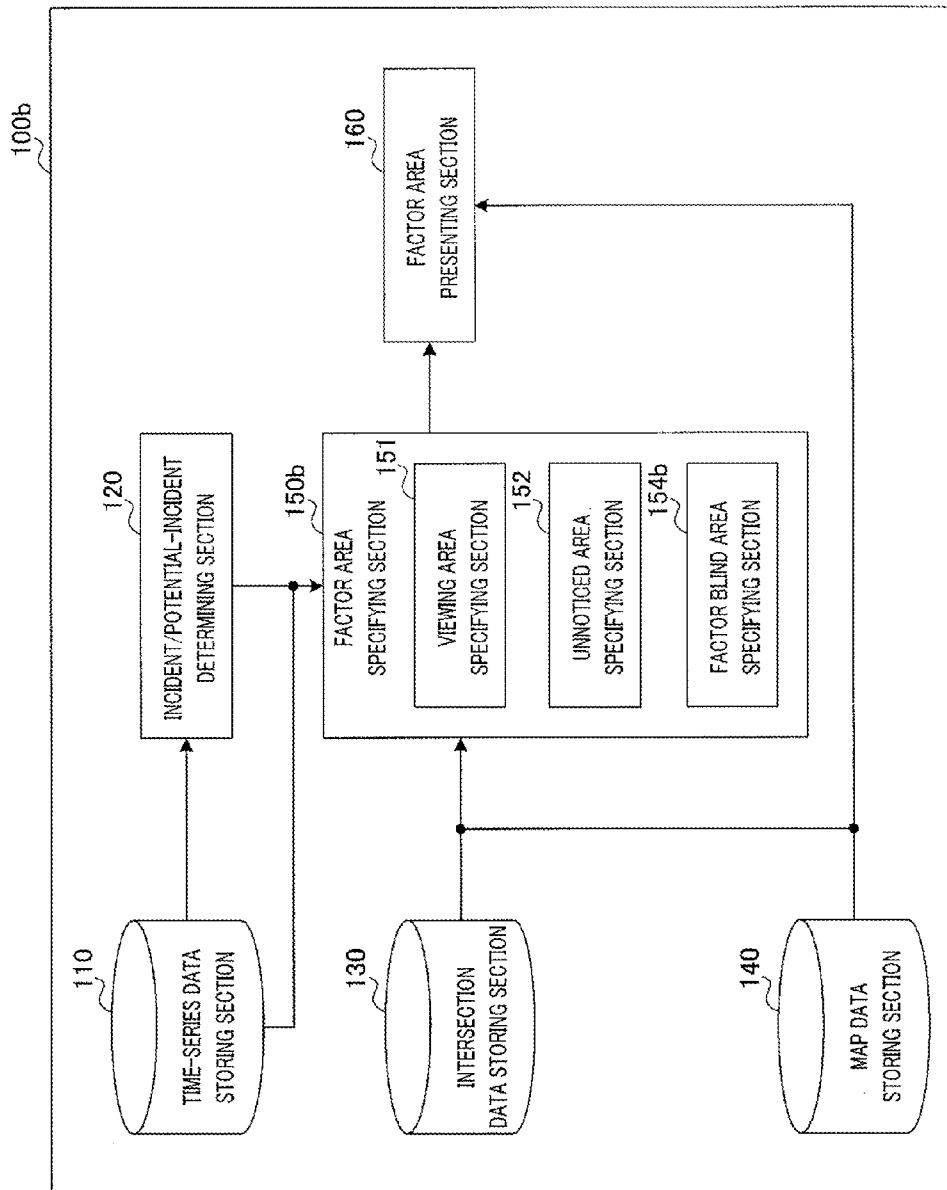 100b
110
TIME-SERIES DATA
STORING SECTION
120
INCIDENT/POTENTIAL-INCIDENT
DETERMINING SECTION
130
INTERSECTION
DATA STORING SECTION
150b
FACTOR AREA
SPECIFYING SECTION
151
VIEWING AREA
SPECIFYING SECTION
152
UNNOTICED AREA.
SPECIFYING SECTION
154b
FACTOR BLIND AREA
SPECIFYING SECTION
160
FACTOR AREA
PRESENTING SECTION
140
MAP DATA
STORING SECTION